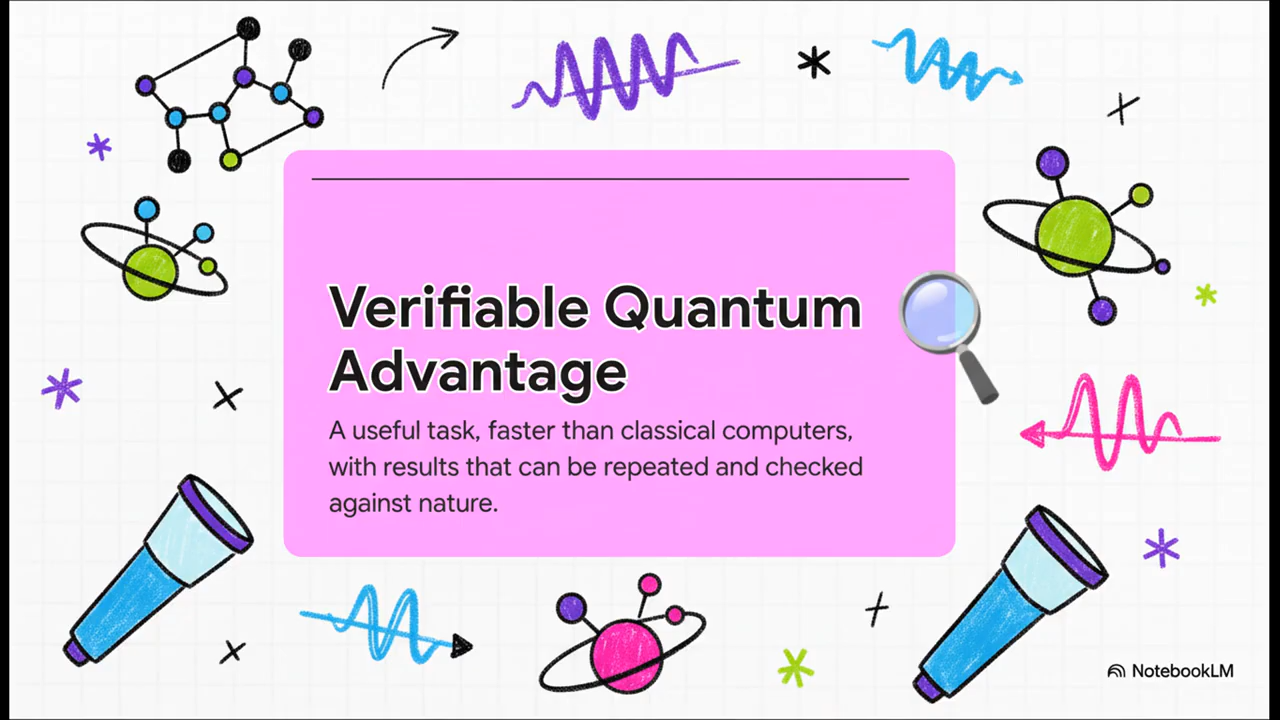 Verifiable Quantum
Advantage
A useful task, faster than classical computers,
with results that can be repeated and checked
against nature.
NotebookLM